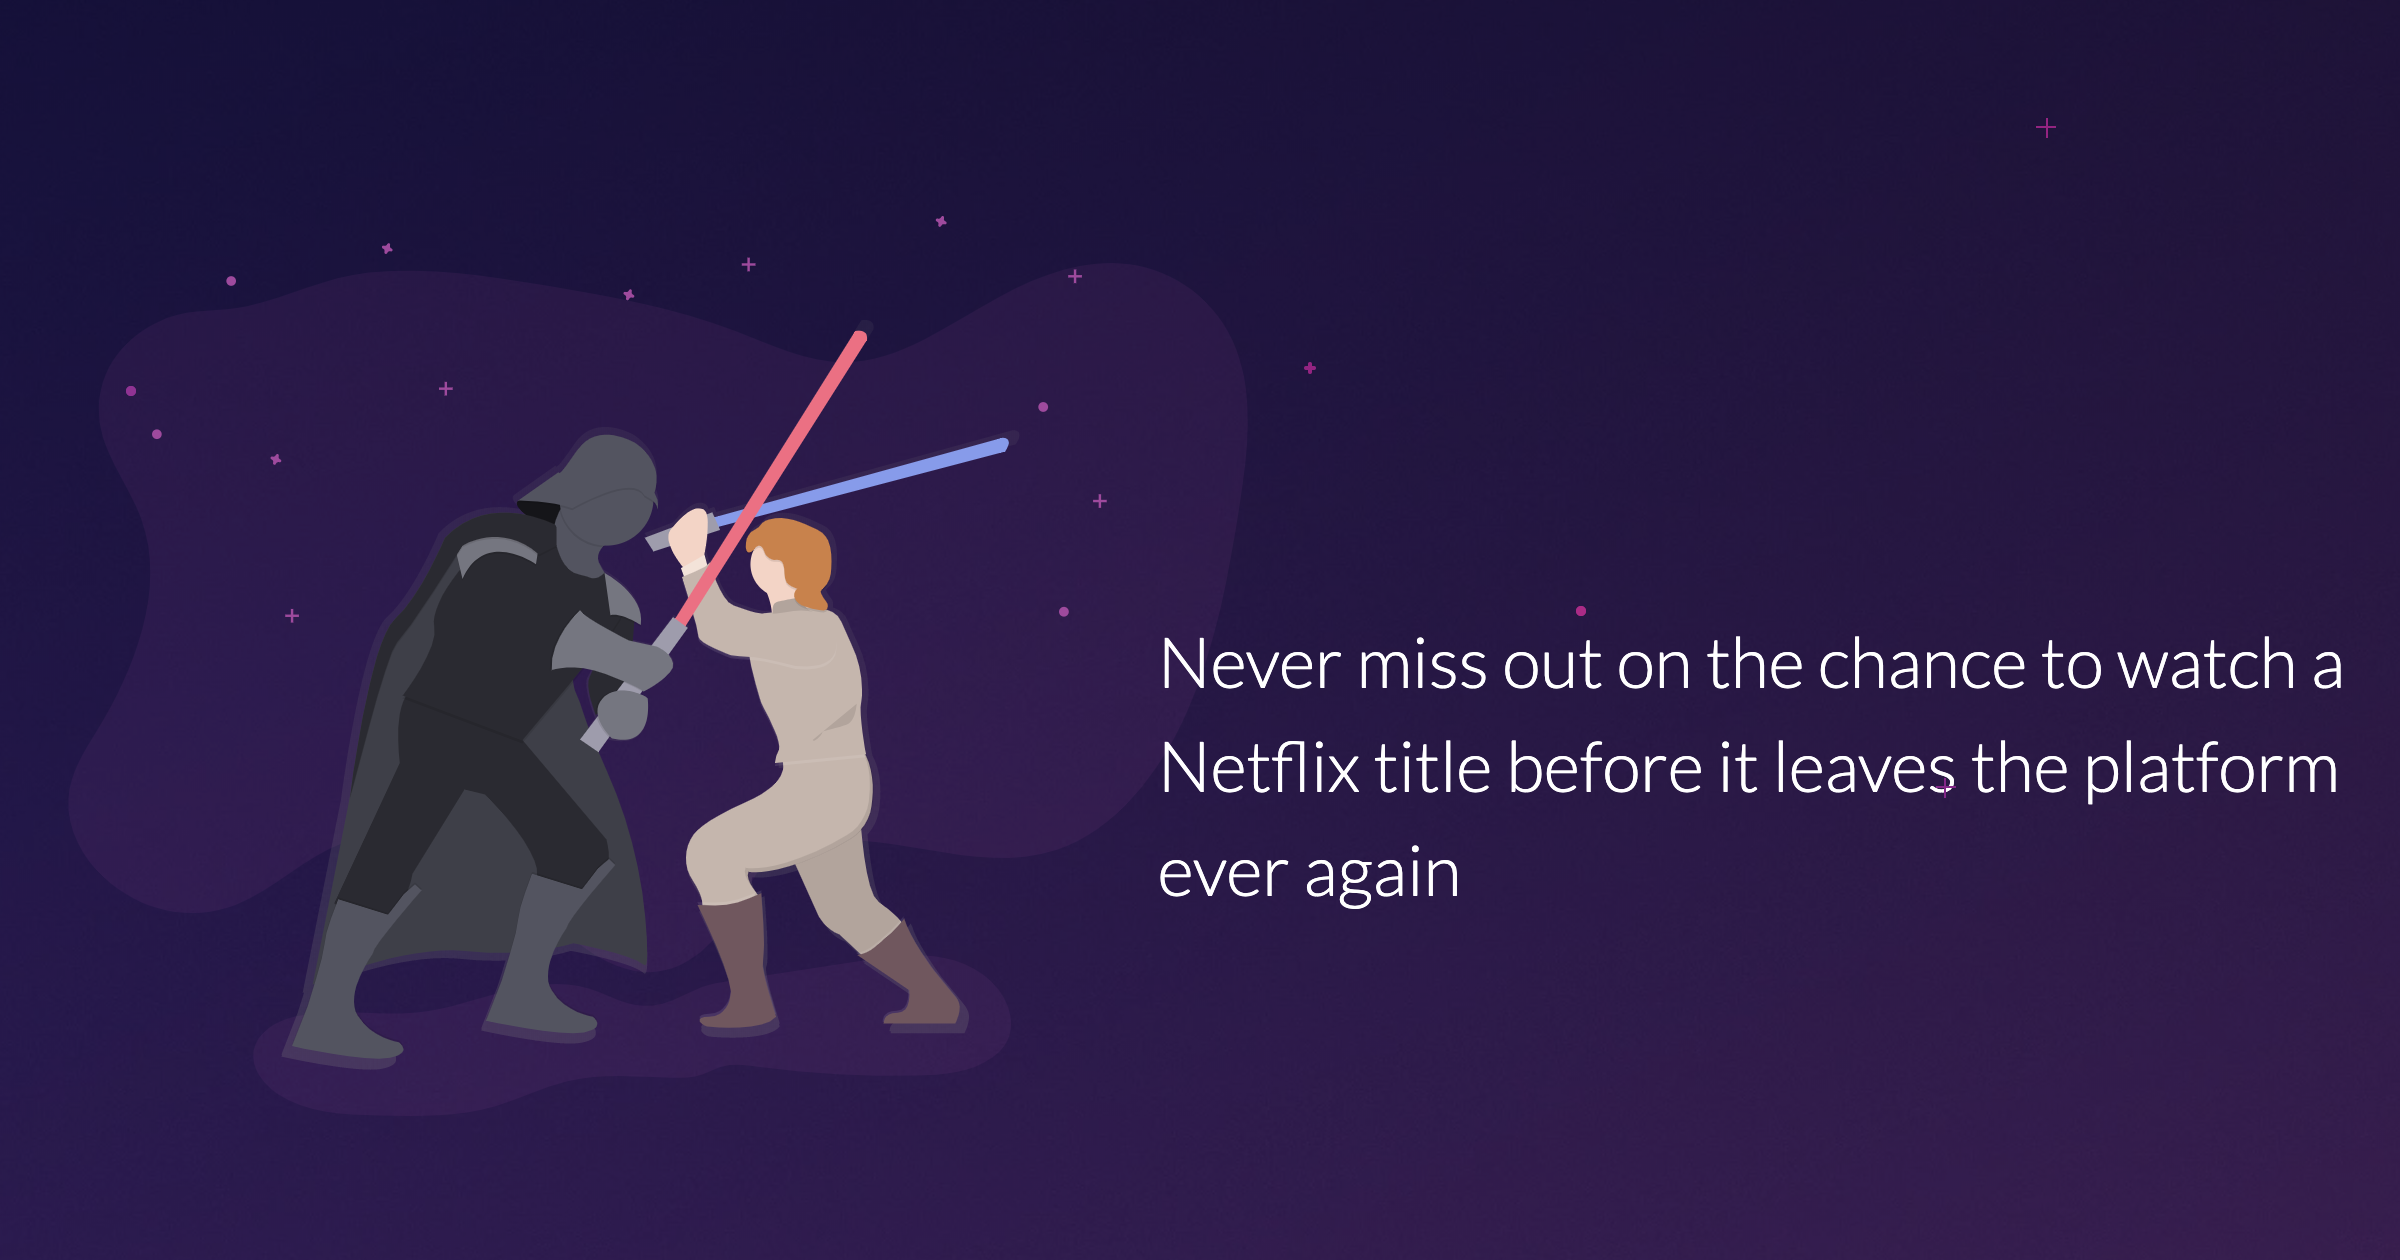 Never miss out on the chance to watch a
Netflix title before it leaves the platform
ever again